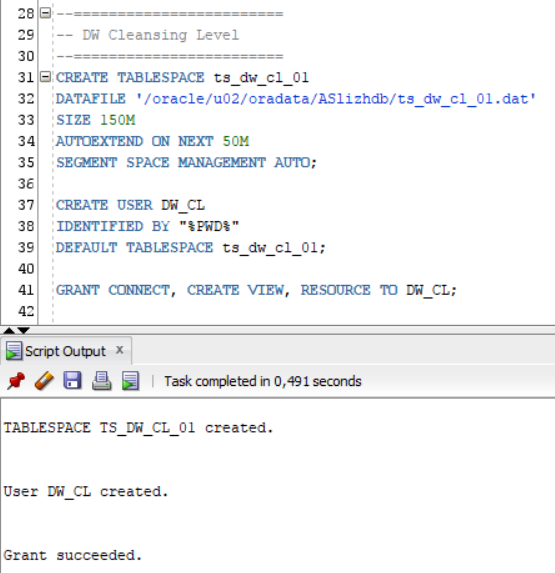 28 --========================
29 -- DW Cleansing Level
30 --========================
31 CREATE TABLESPACE ts_dw_cl_01
32 DATAFILE '/oracle/u02/oradata/ASlizhdb/ts_dw_cl_01.dat'
33 SIZE 150M
34 AUTOEXTEND ON NEXT 50M
35 SEGMENT SPACE MANAGEMENT AUTO;
36
37 CREATE USER DW_CL
38 IDENTIFIED BY "%PWD%"
39 DEFAULT TABLESPACE ts_dw_cl_01;
40
41 GRANT CONNECT, CREATE VIEW, RESOURCE TO DW_CL;
42
Script Output x
Task completed in 0,491 seconds
TABLESPACE TS_DW_CL_01 created.
User DW_CL created.
Grant succeeded.